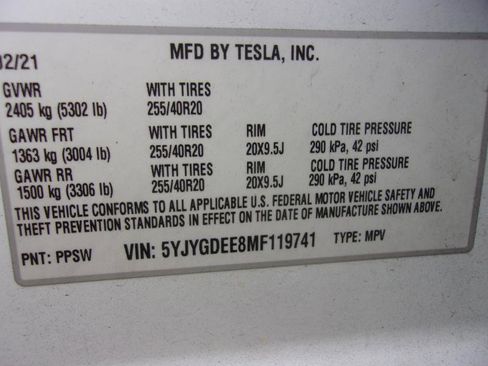 02/21 MFD BY TESLA, INC.
GVWR WITH TIRES
2405 kg (5302 lb) 255/40R20
GAWR FRT WITH TIRES RIM COLD TIRE PRESSURE
1363 kg (3004 lb) 255/40R20 20X9.5J 290 kPa, 42 psi
GAWR RR WITH TIRES RIM COLD TIRE PRESSURE
1500 kg (3306 lb) 255/40R20 20X9.5J 290 kPa, 42 psi
THIS VEHICLE CONFORMS TO ALL APPLICABLE U.S. FEDERAL MOTOR VEHICLE SAFETY AND
THEFT PREVENTION STANDARDS IN EFFECT ON THE DATE OF MANUFACTURE SHOWN ABOVE.
PNT: PPSW VIN: 5YJYGDEE8MF119741 TYPE: MPV